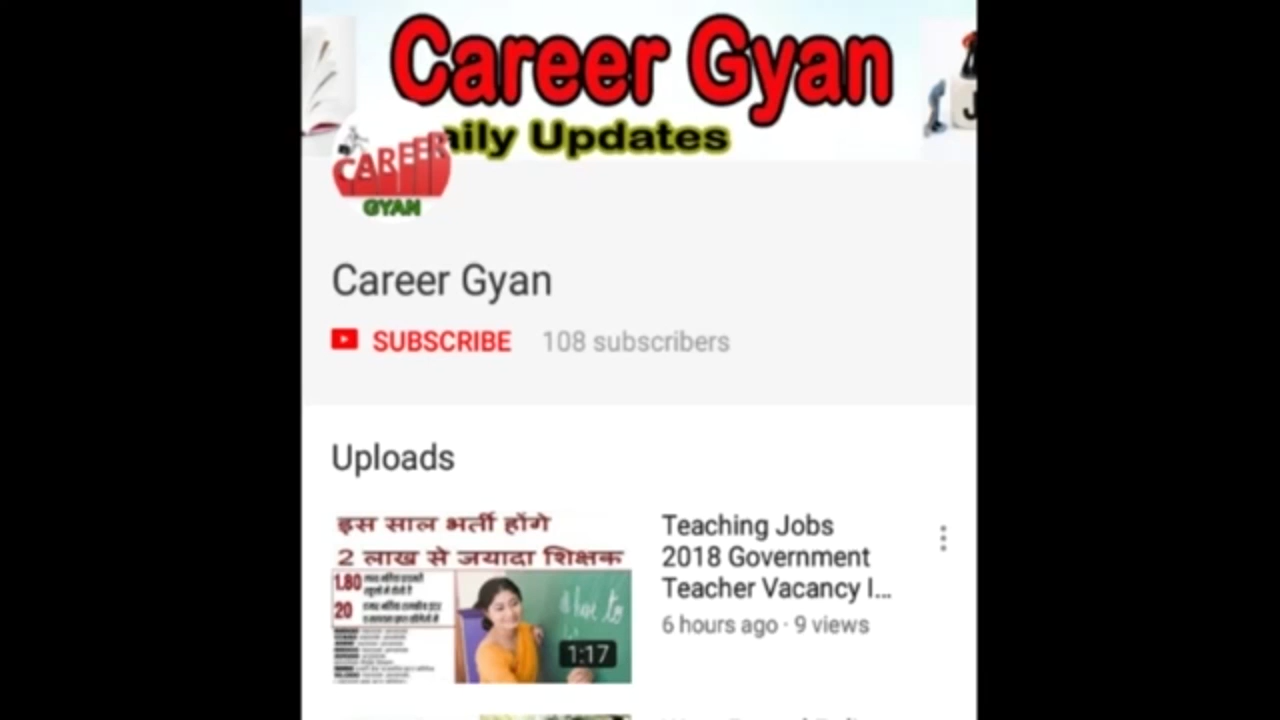 Career Gyan
aily Updates
CAREER
GYAN
Career Gyan
SUBSCRIBE 108 subscribers
Uploads
इस साल भर्ती होंगे
2 लाख से जयादा शिक्षक
1.80
20
1:17
Teaching Jobs
2018 Government
Teacher Vacancy I...
6 hours ago · 9 views